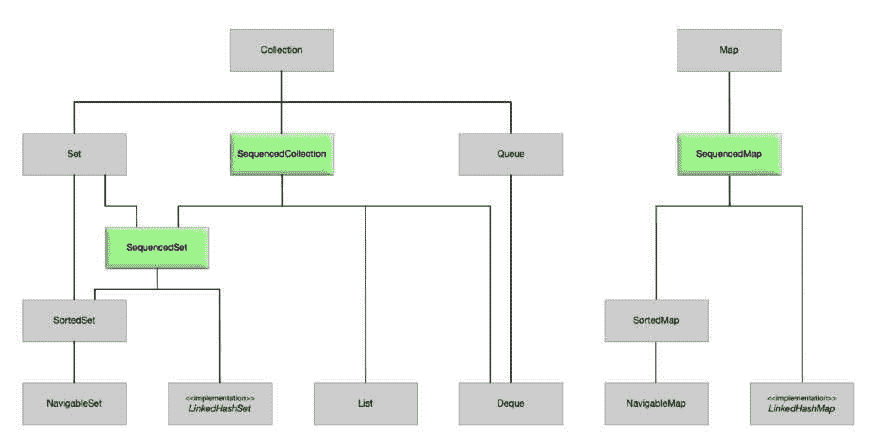 Collection
Map
Set
SequencedCollection
Queue
SequencedMap
SequencedSet
SortedSet
SortedMap
NavigableSet
<<implementation>>
LinkedHashSet
List
Deque
NavigableMap
<<implementation>>
LinkedHashMap